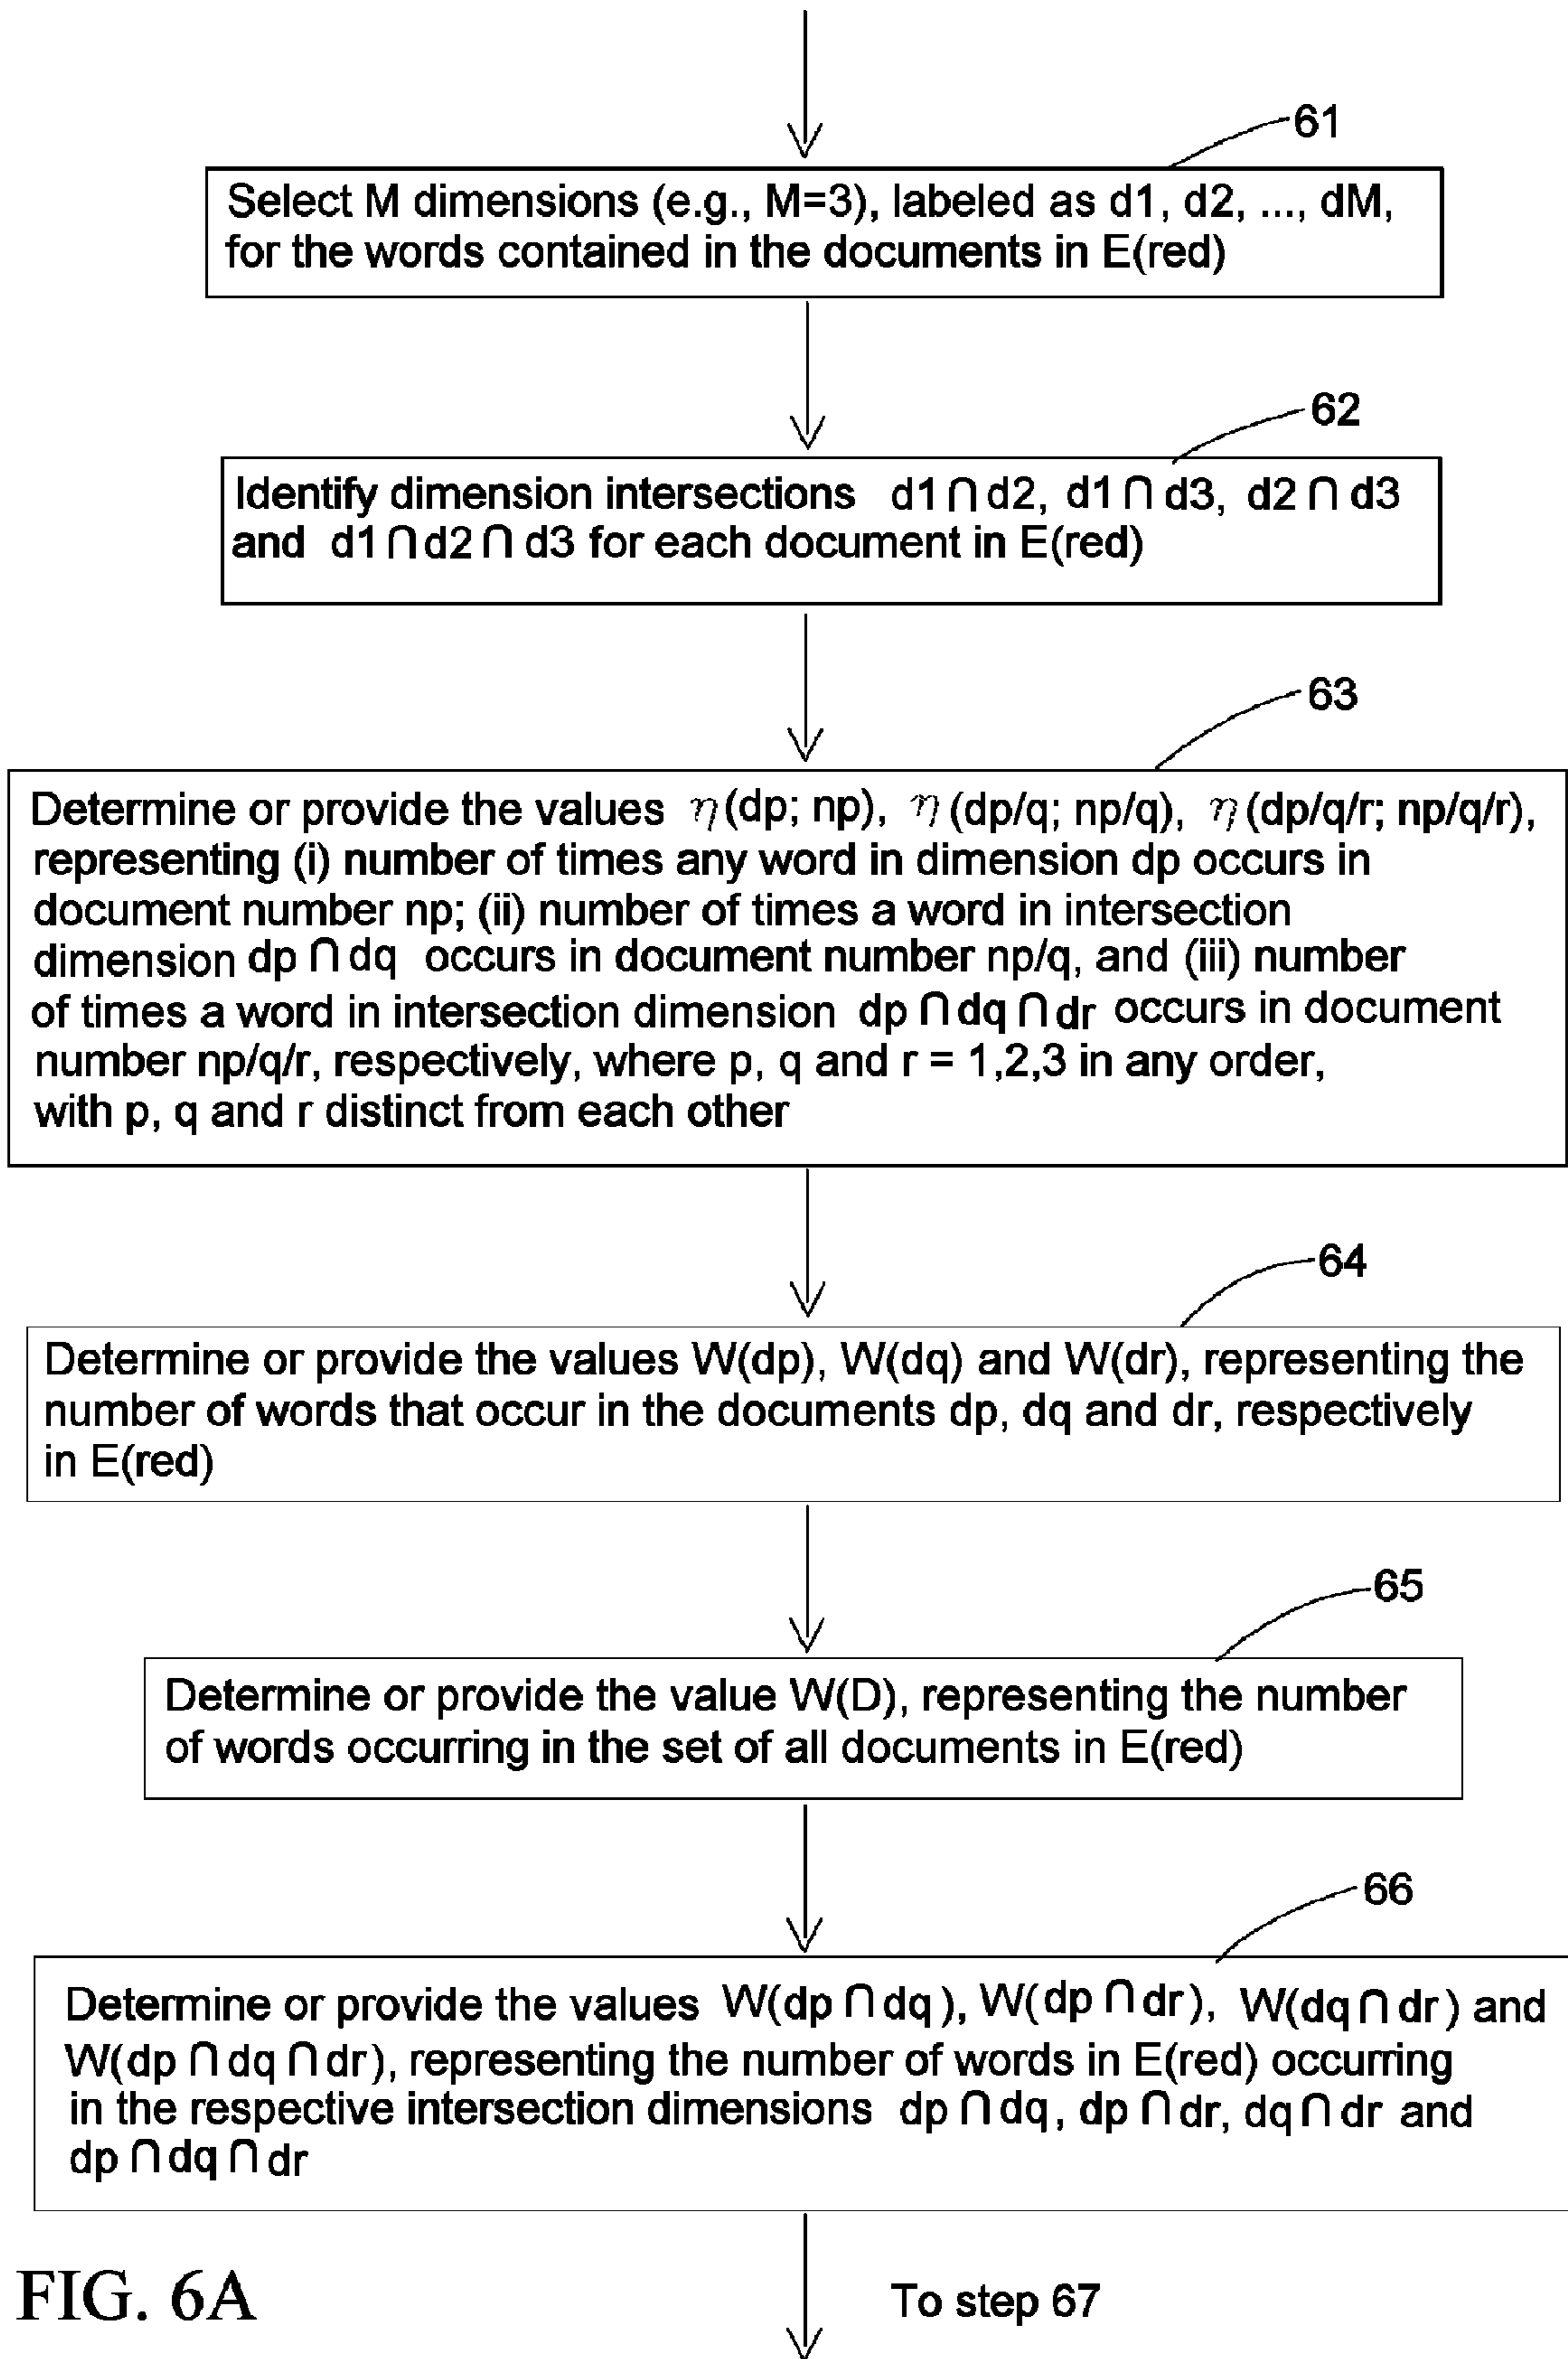 61
Select M dimensions (e.g., M=3), labeled as d1, d2, ..., dM,
for the words contained in the documents in E(red)
62
Identify dimension intersections d1 ∩ d2, d1 ∩ d3, d2 ∩ d3
and d1 ∩ d2 ∩ d3 for each document in E(red)
63
Determine or provide the values η(dp; np), η(dp/q; np/q), η(dp/q/r; np/q/r),
representing (i) number of times any word in dimension dp occurs in
document number np; (ii) number of times a word in intersection
dimension dp ∩ dq occurs in document number np/q, and (iii) number
of times a word in intersection dimension dp ∩ dq ∩ dr occurs in document
number np/q/r, respectively, where p, q and r = 1,2,3 in any order,
with p, q and r distinct from each other
64
Determine or provide the values W(dp), W(dq) and W(dr), representing the
number of words that occur in the documents dp, dq and dr, respectively
in E(red)
65
Determine or provide the value W(D), representing the number
of words occurring in the set of all documents in E(red)
66
Determine or provide the values W(dp ∩ dq), W(dp ∩ dr), W(dq ∩ dr) and
W(dp ∩ dq ∩ dr), representing the number of words in E(red) occurring
in the respective intersection dimensions dp ∩ dq, dp ∩ dr, dq ∩ dr and
dp ∩ dq ∩ dr
FIG. 6A
To step 67